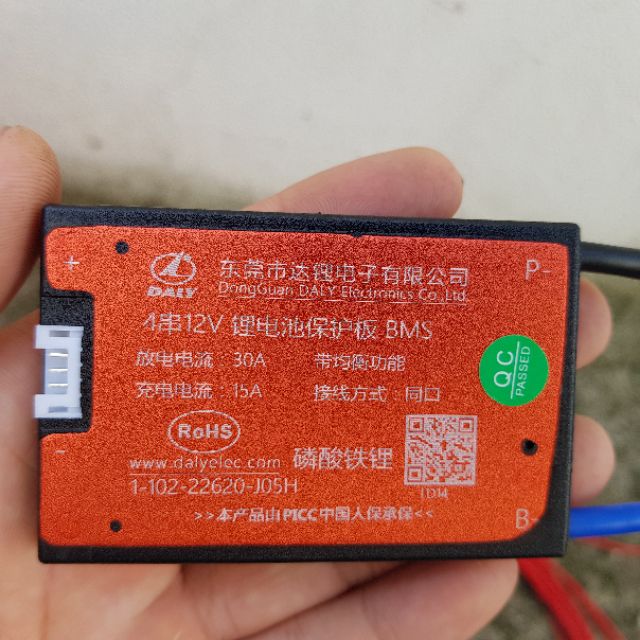 +
东莞市达锂电子有限公司
P-
DALY
DongGuan DALY Electronics Co., Ltd.
4串12V 锂电池保护板 BMS
放电电流：30A
带均衡功能
充电电流：15A
接线方式：同口
QC
PASSED
-
RoHS
www.dalyelec.com
磷酸铁锂
1-102-22620-J05H
1D14
>>本产品由PICC中国人保承保<<
B-